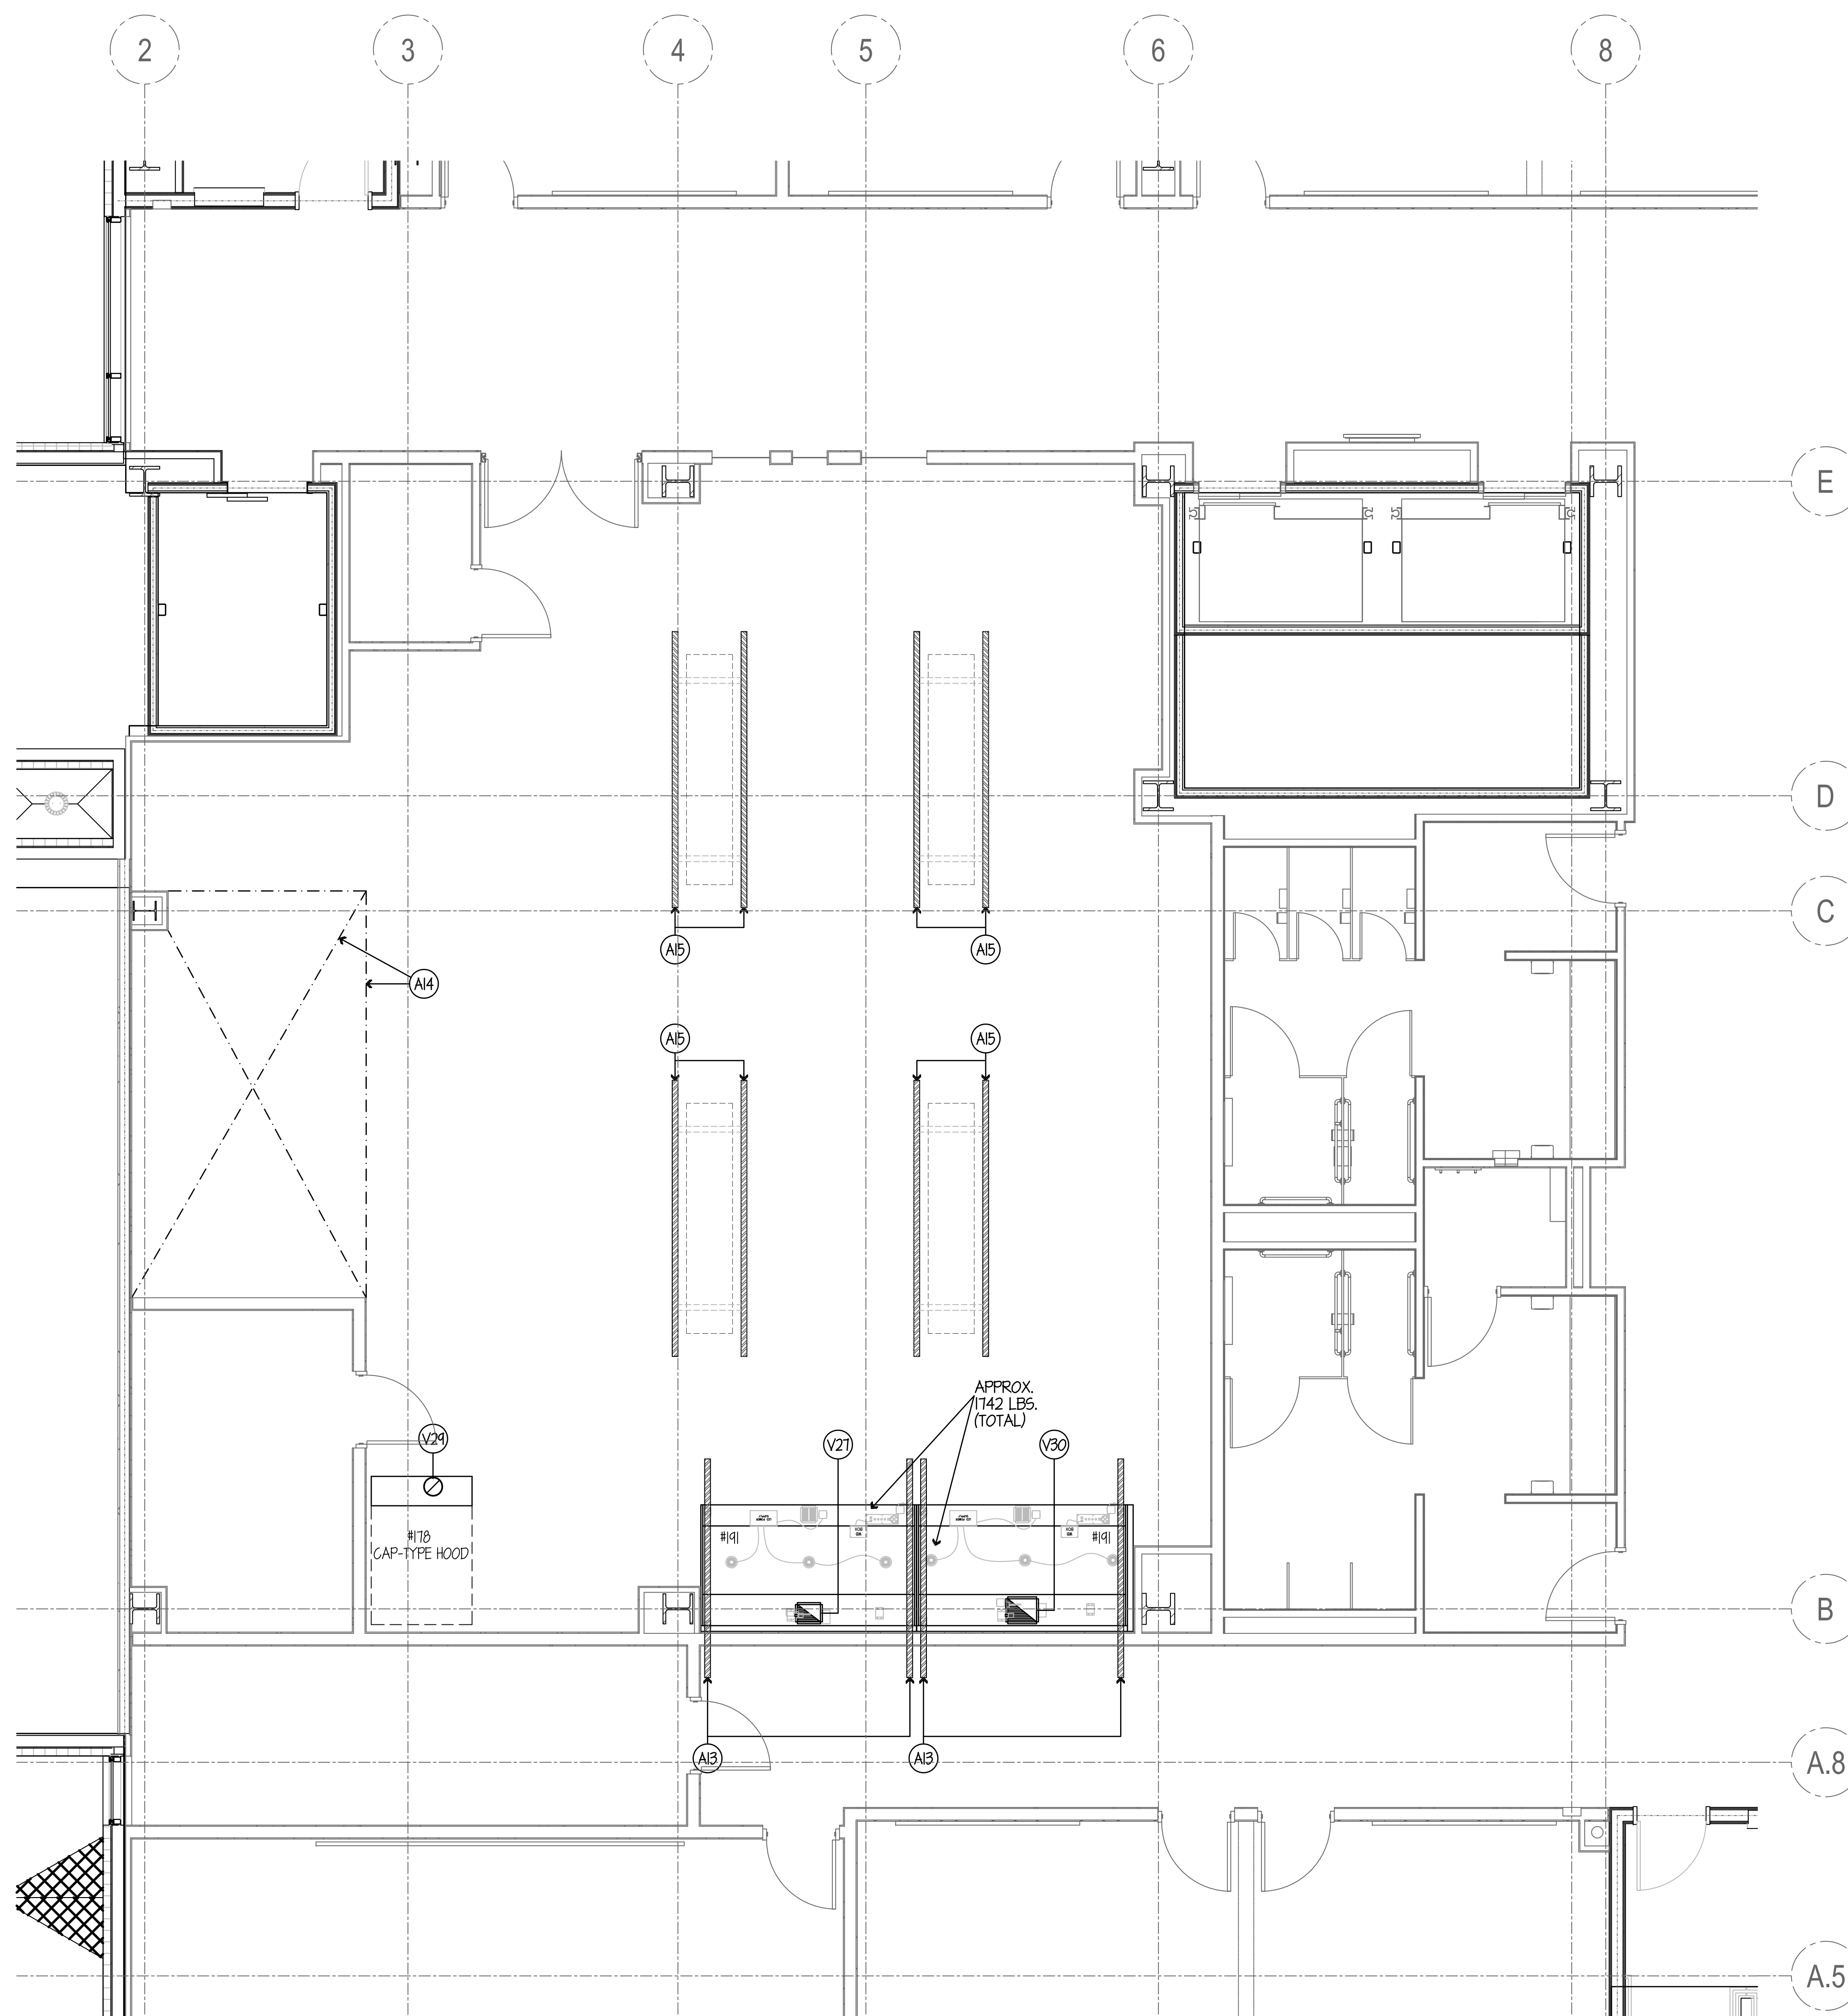 2
3
4
5
6
8
E
D
C
A15
A15
A14
A15
A15
APPROX.
1742 LBS.
(TOTAL)
V29
V27
V30
#178
CAP-TYPE HOOD
#191
#191
B
A13
A13
A.8
A.5